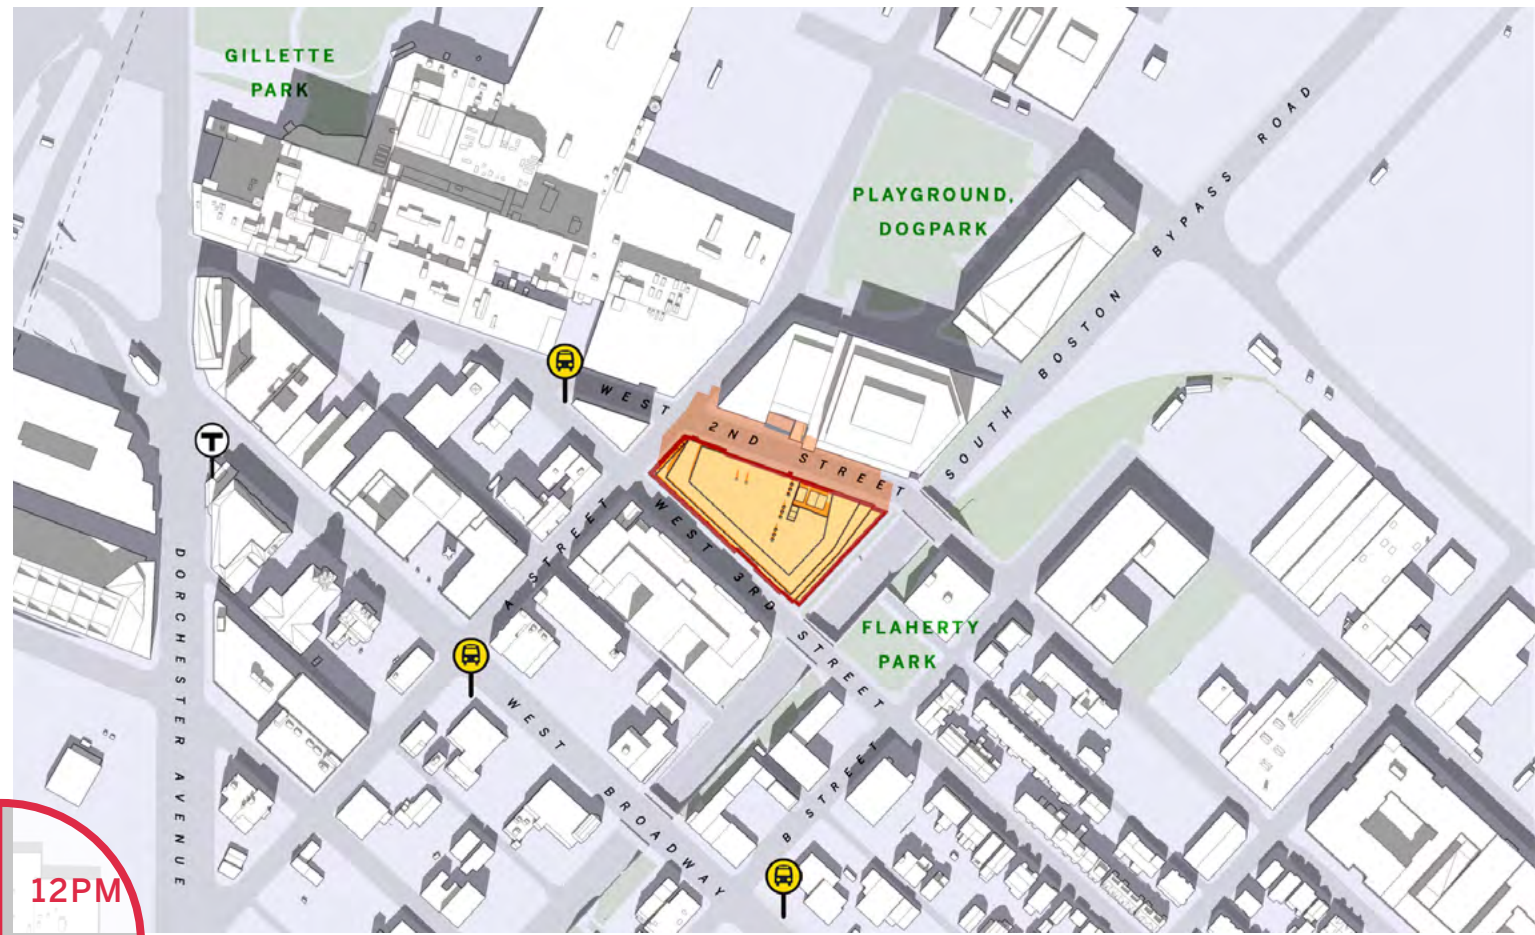 GILLETTE
PARK
PLAYGROUND,
DOGPARK
SOUTH BOSTON BYPASS ROAD
WEST 2ND STREET
T
WEST 3RD STREET
A STREET
DORCHESTER AVENUE
FLAHERTY
PARK
WEST BROADWAY
B STREET
12PM